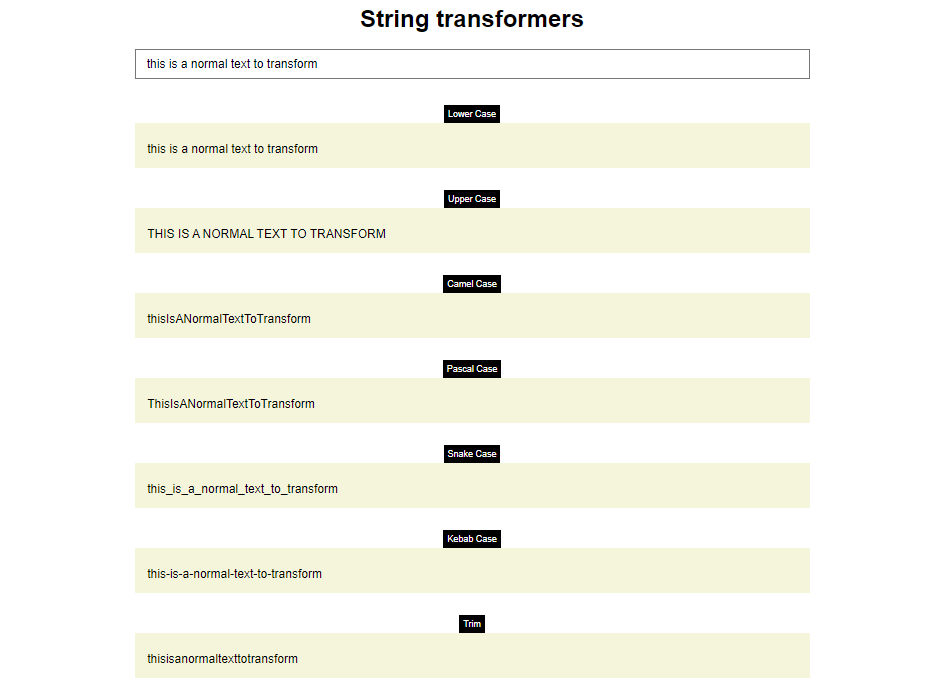 String transformers
this is a normal text to transform
Lower Case
this is a normal text to transform
Upper Case
THIS IS A NORMAL TEXT TO TRANSFORM
Camel Case
thisIsANormalTextToTransform
Pascal Case
ThisIsANormalTextToTransform
Snake Case
this_is_a_normal_text_to_transform
Kebab Case
this-is-a-normal-text-to-transform
Trim
thisisanormaltexttotransform